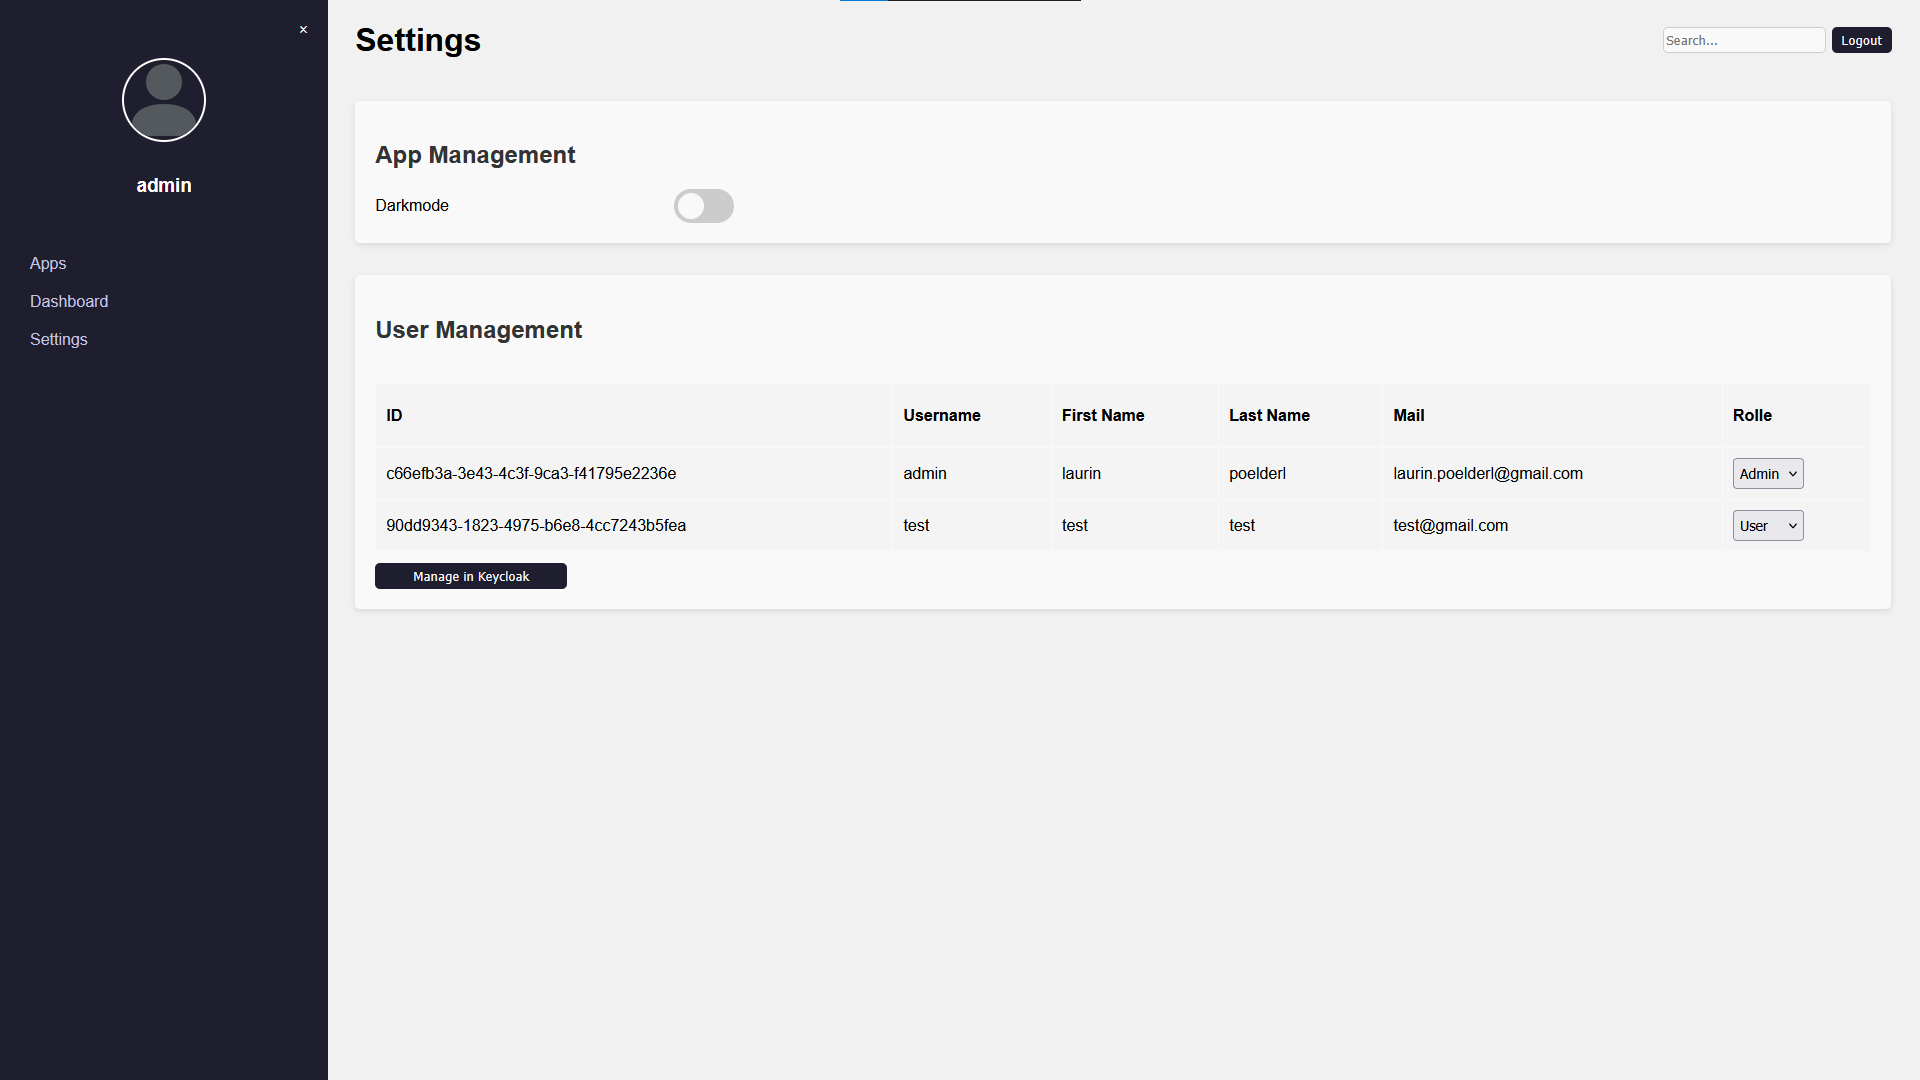 ×
admin
Apps
Dashboard
Settings
Settings
Search...
Logout
App Management
Darkmode
User Management
ID Username First Name Last Name Mail Rolle
c66efb3a-3e43-4c3f-9ca3-f41795e2236e admin laurin poelderl laurin.poelderl@gmail.com Admin
90dd9343-1823-4975-b6e8-4cc7243b5fea test test test test@gmail.com User
Manage in Keycloak